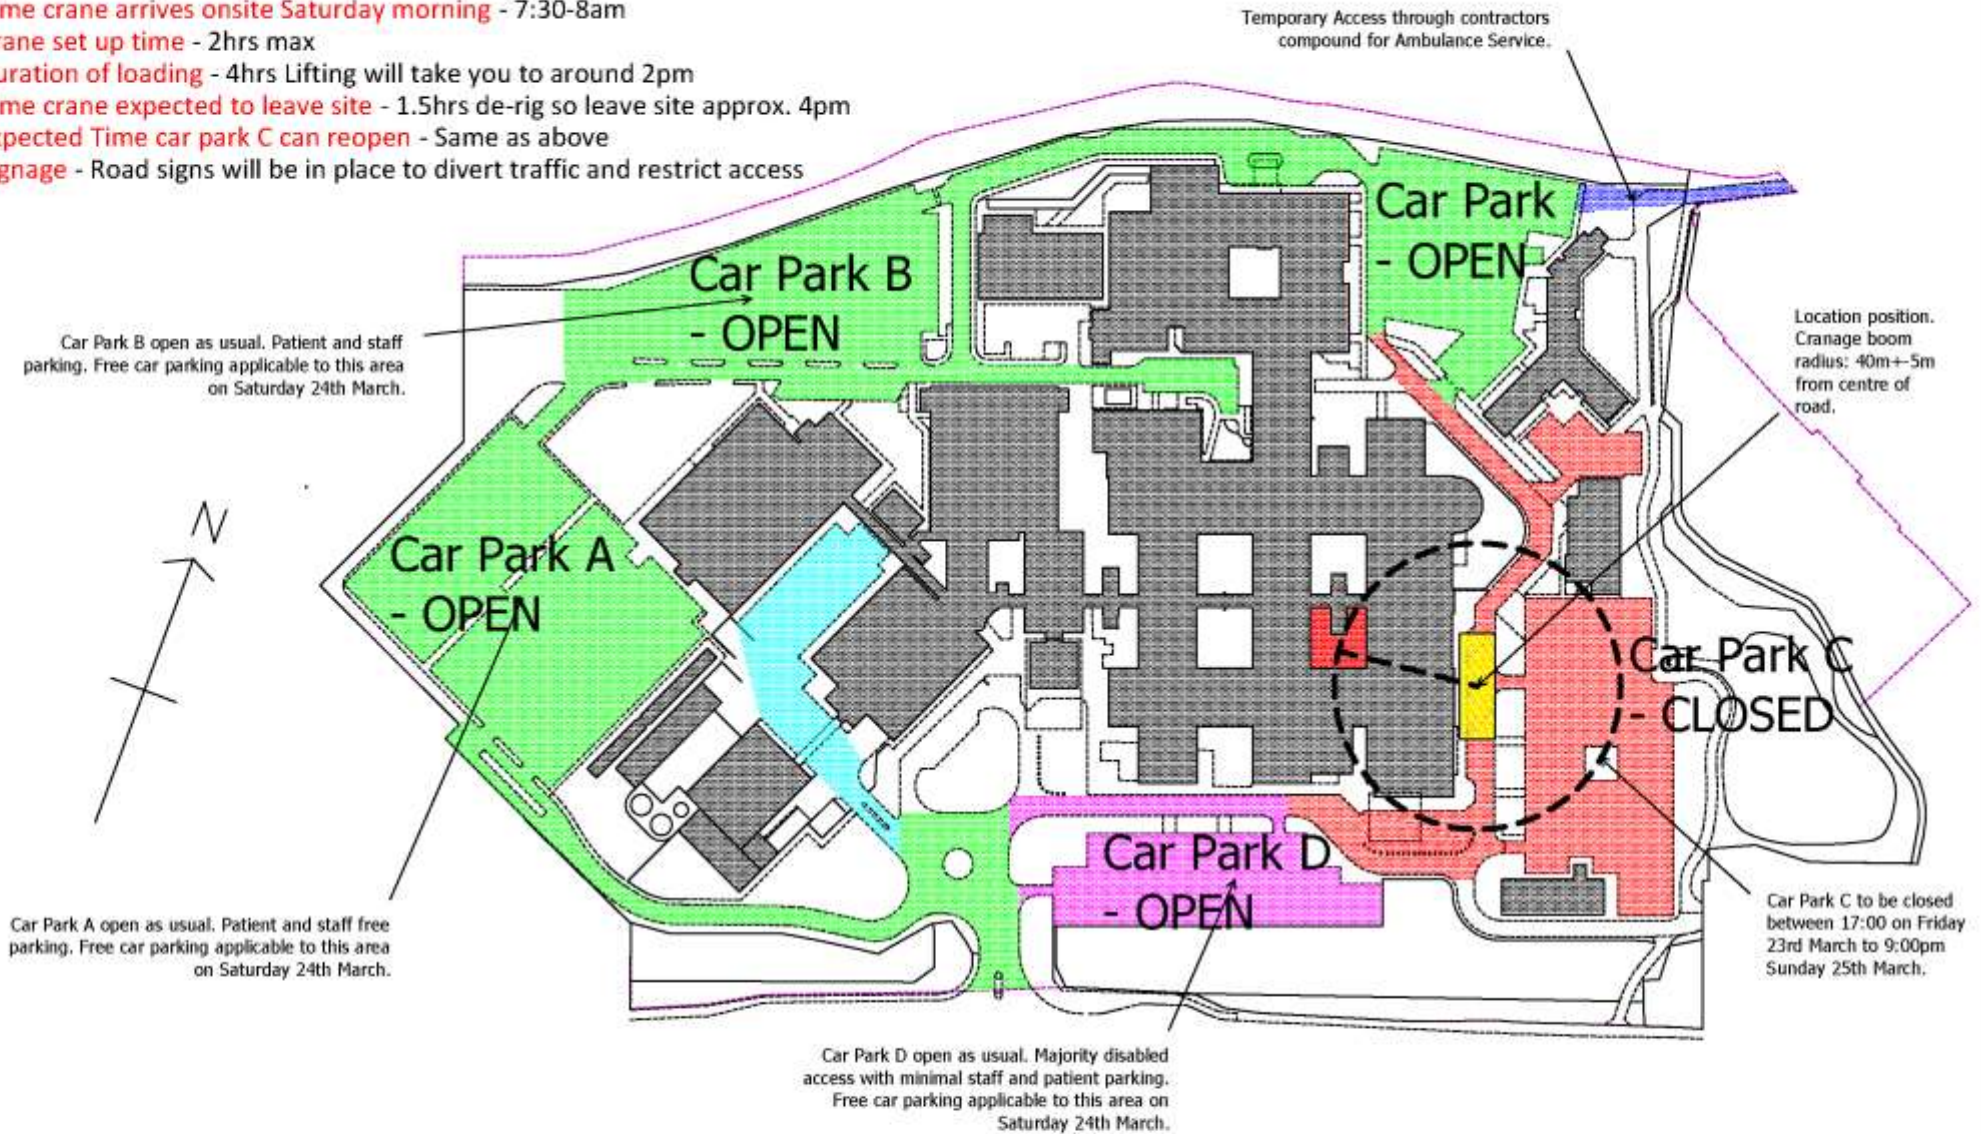 me crane arrives onsite Saturday morning - 7:30-8am
rane set up time - 2hrs max
uration of loading - 4hrs Lifting will take you to around 2pm
me crane expected to leave site - 1.5hrs de-rig so leave site approx. 4pm
xpected Time car park C can reopen - Same as above
gnage - Road signs will be in place to divert traffic and restrict access
Temporary Access through contractors
compound for Ambulance Service.
Car Park
- OPEN
Car Park B
- OPEN
Car Park B open as usual. Patient and staff
parking. Free car parking applicable to this area
on Saturday 24th March.
Location position.
Cranage boom
radius: 40m+-5m
from centre of
road.
N
Car Park A
- OPEN
Car Park C
- CLOSED
Car Park D
- OPEN
Car Park A open as usual. Patient and staff free
parking. Free car parking applicable to this area
on Saturday 24th March.
Car Park C to be closed
between 17:00 on Friday
23rd March to 9:00pm
Sunday 25th March.
Car Park D open as usual. Majority disabled
access with minimal staff and patient parking.
Free car parking applicable to this area on
Saturday 24th March.